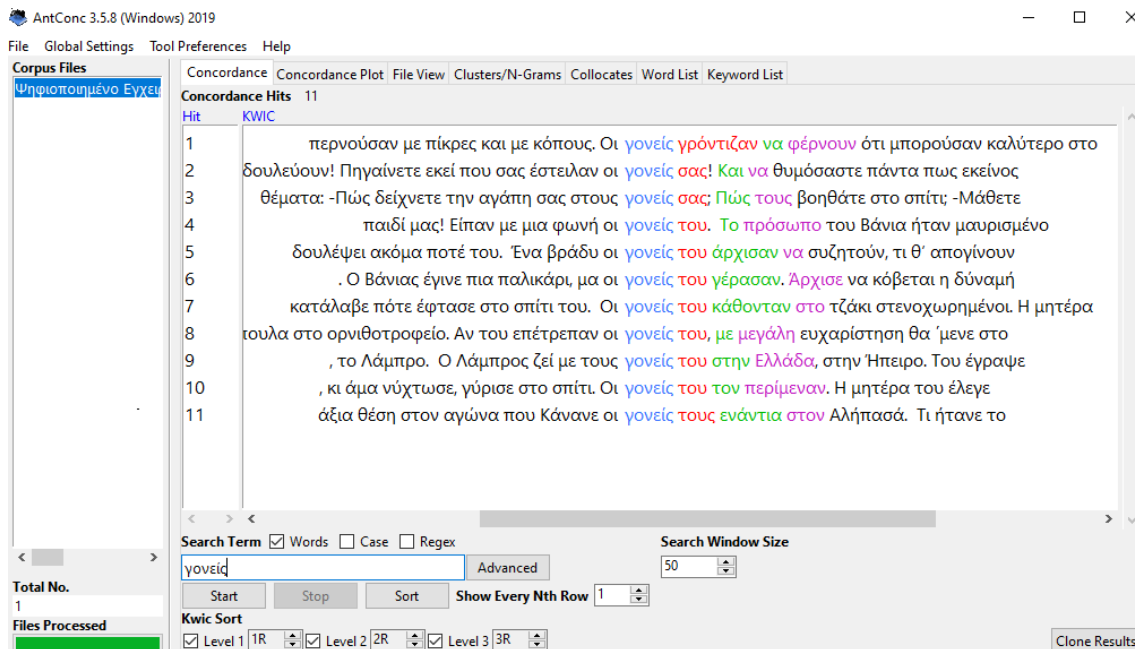 AntConc 3.5.8 (Windows) 2019
File Global Settings Tool Preferences Help
Corpus Files
Ψηφιοποιημένο Εγχει
Concordance Concordance Plot File View Clusters/N-Grams Collocates Word List Keyword List
Concordance Hits 11
Hit KWIC
1 περνούσαν με πίκρες και με κόπους. Οι γονείς γρόντιζαν να φέρνουν ότι μπορούσαν καλύτερο στο
2 δουλεύουν! Πηγαίνετε εκεί που σας έστειλαν οι γονείς σας! Και να θυμόσαστε πάντα πως εκείνος
3 θέματα: -Πώς δείχνετε την αγάπη σας στους γονείς σας; Πώς τους βοηθάτε στο σπίτι; -Μάθετε
4 παιδί μας! Είπαν με μια φωνή οι γονείς του. Το πρόσωπο του Βάνια ήταν μαυρισμένο
5 δουλέψει ακόμα ποτέ του. Ένα βράδυ οι γονείς του άρχισαν να συζητούν, τι θ’ απογίνουν
6 . Ο Βάνιας έγινε πια παλικάρι, μα οι γονείς του γέρασαν. Άρχισε να κόβεται η δύναμή
7 κατάλαβε πότε έφτασε στο σπίτι του. Οι γονείς του κάθονταν στο τζάκι στενοχωρημένοι. Η μητέρα
8 τουλα στο ορνιθοτροφείο. Αν του επέτρεπαν οι γονείς του, με μεγάλη ευχαρίστηση θα ΄μενε στο
9 , το Λάμπρο. Ο Λάμπρος ζεί με τους γονείς του στην Ελλάδα, στην Ήπειρο. Του έγραψε
10 , κι άμα νύχτωσε, γύρισε στο σπίτι. Οι γονείς του τον περίμεναν. Η μητέρα του έλεγε
11 άξια θέση στον αγώνα που Κάνανε οι γονείς τους ενάντια στον Αλήπασά. Τι ήτανε το
Search Term Words Case Regex Search Window Size
γονείς Advanced 50
Start Stop Sort Show Every Nth Row 1
Total No.
1
Files Processed
Kwic Sort
Level 1 1R Level 2 2R Level 3 3R Clone Results